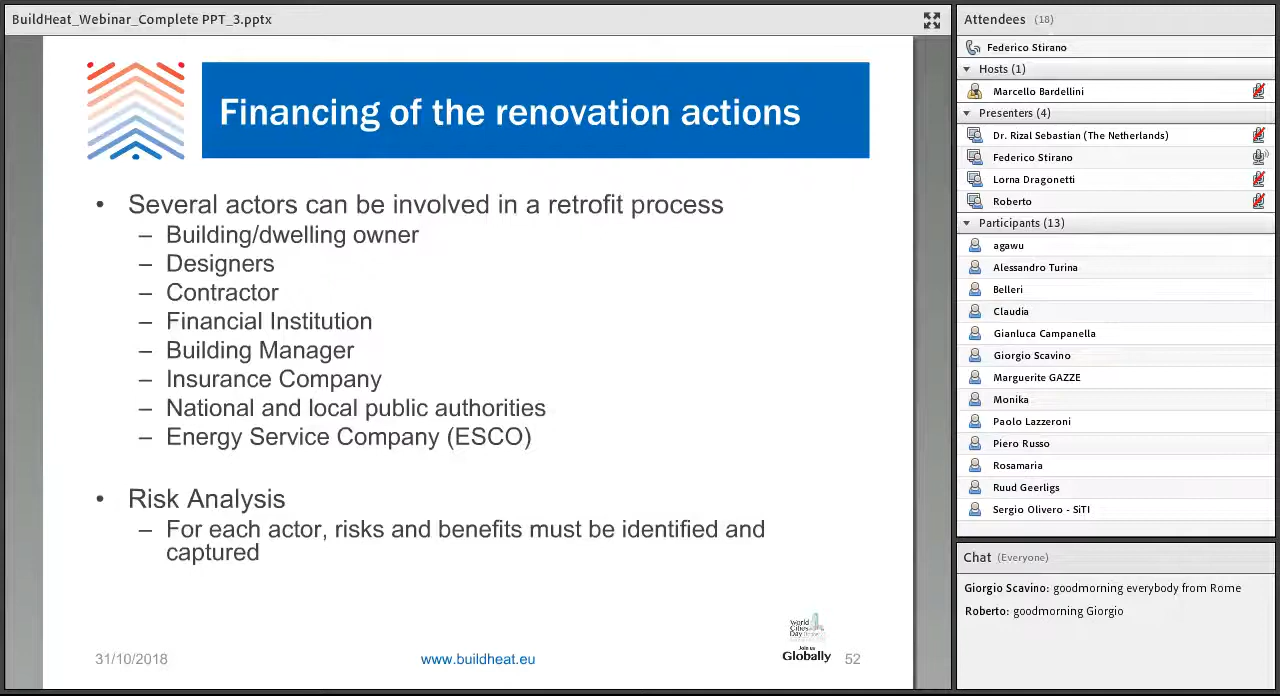 BuildHeat_Webinar_Complete PPT_3.pptx
Financing of the renovation actions
• Several actors can be involved in a retrofit process
– Building/dwelling owner
– Designers
– Contractor
– Financial Institution
– Building Manager
– Insurance Company
– National and local public authorities
– Energy Service Company (ESCO)
• Risk Analysis
– For each actor, risks and benefits must be identified and
captured
31/10/2018
www.buildheat.eu
World
Cities
Day
Join us
Globally
52
Attendees (18)
Federico Stirano
Hosts (1)
Marcello Bardellini
Presenters (4)
Dr. Rizal Sebastian (The Netherlands)
Federico Stirano
Lorna Dragonetti
Roberto
Participants (13)
agawu
Alessandro Turina
Belleri
Claudia
Gianluca Campanella
Giorgio Scavino
Marguerite GAZZE
Monika
Paolo Lazzeroni
Piero Russo
Rosamaria
Ruud Geerligs
Sergio Olivero - SiTI
Chat (Everyone)
Giorgio Scavino: goodmorning everybody from Rome
Roberto: goodmorning Giorgio